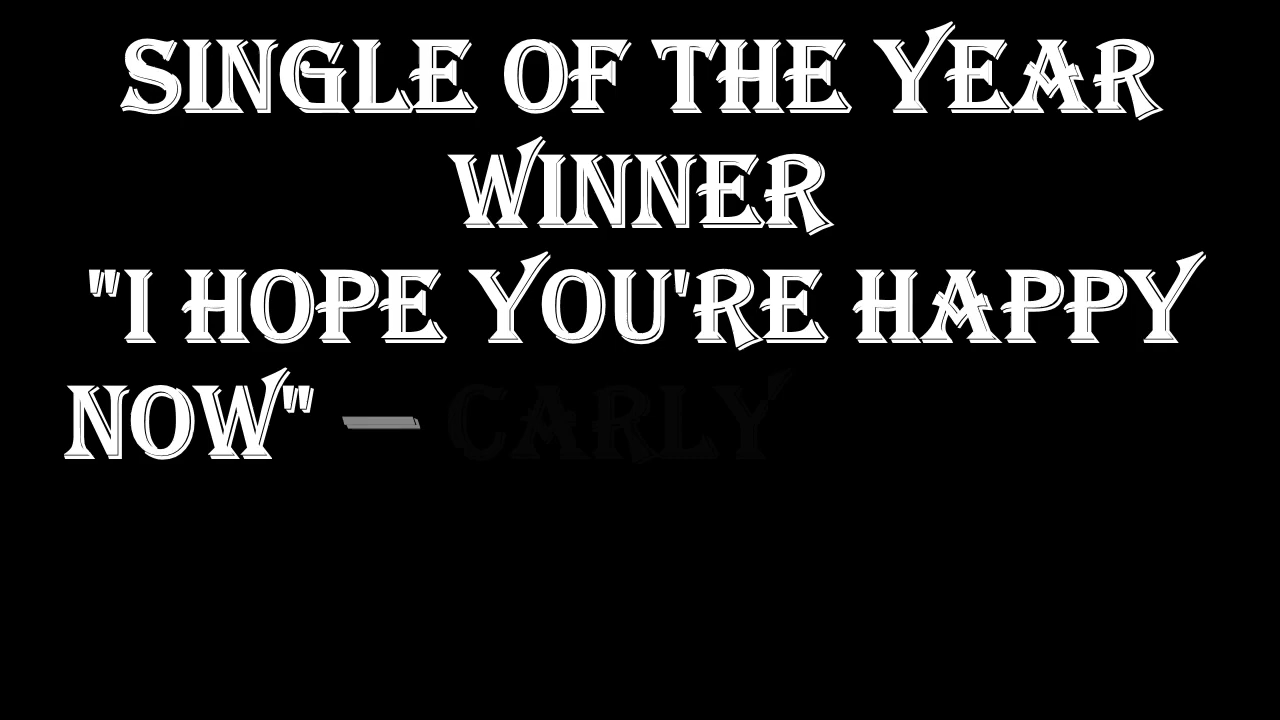 SINGLE OF THE YEAR
WINNER
"I HOPE YOU'RE HAPPY
NOW" – CARLY